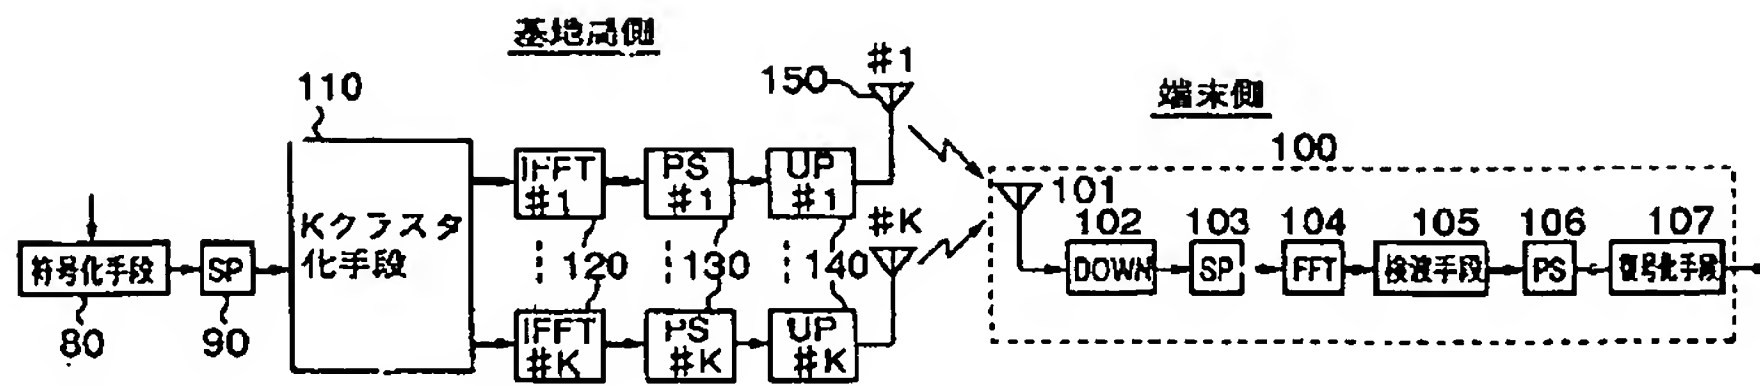 基地局側
110
150
#1
端末側
100
IFFT
#1
PS
#1
UP
#1
101
#K
Kクラスタ
化手段
符号化手段
SP
120
130
140
102
103
104
105
106
107
DOWN
SP
FFT
検波手段
PS
復号化手段
80
90
IFFT
#K
PS
#K
UP
#K